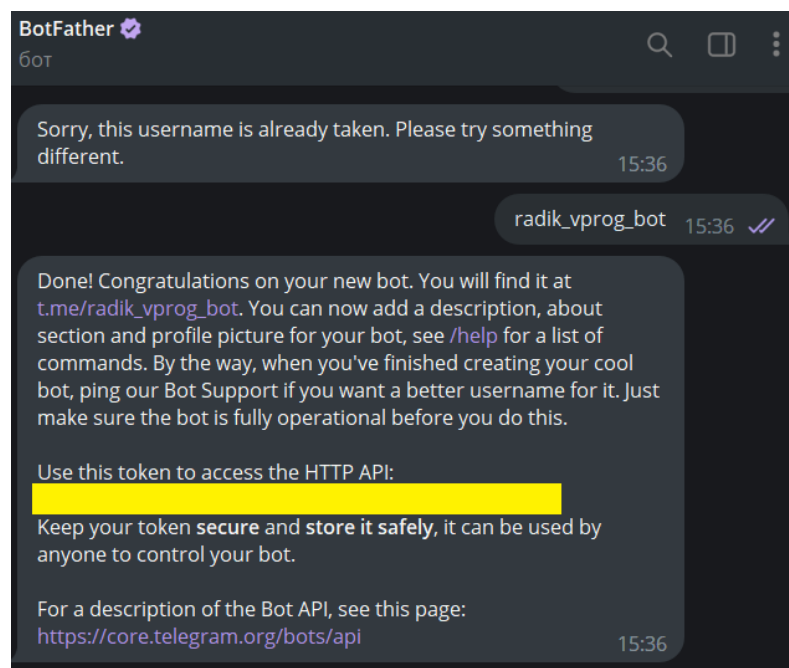 BotFather
бот
Sorry, this username is already taken. Please try something
different.
15:36
radik_vprog_bot
15:36
Done! Congratulations on your new bot. You will find it at
t.me/radik_vprog_bot. You can now add a description, about
section and profile picture for your bot, see /help for a list of
commands. By the way, when you've finished creating your cool
bot, ping our Bot Support if you want a better username for it. Just
make sure the bot is fully operational before you do this.
Use this token to access the HTTP API:
Keep your token secure and store it safely, it can be used by
anyone to control your bot.
For a description of the Bot API, see this page:
https://core.telegram.org/bots/api
15:36